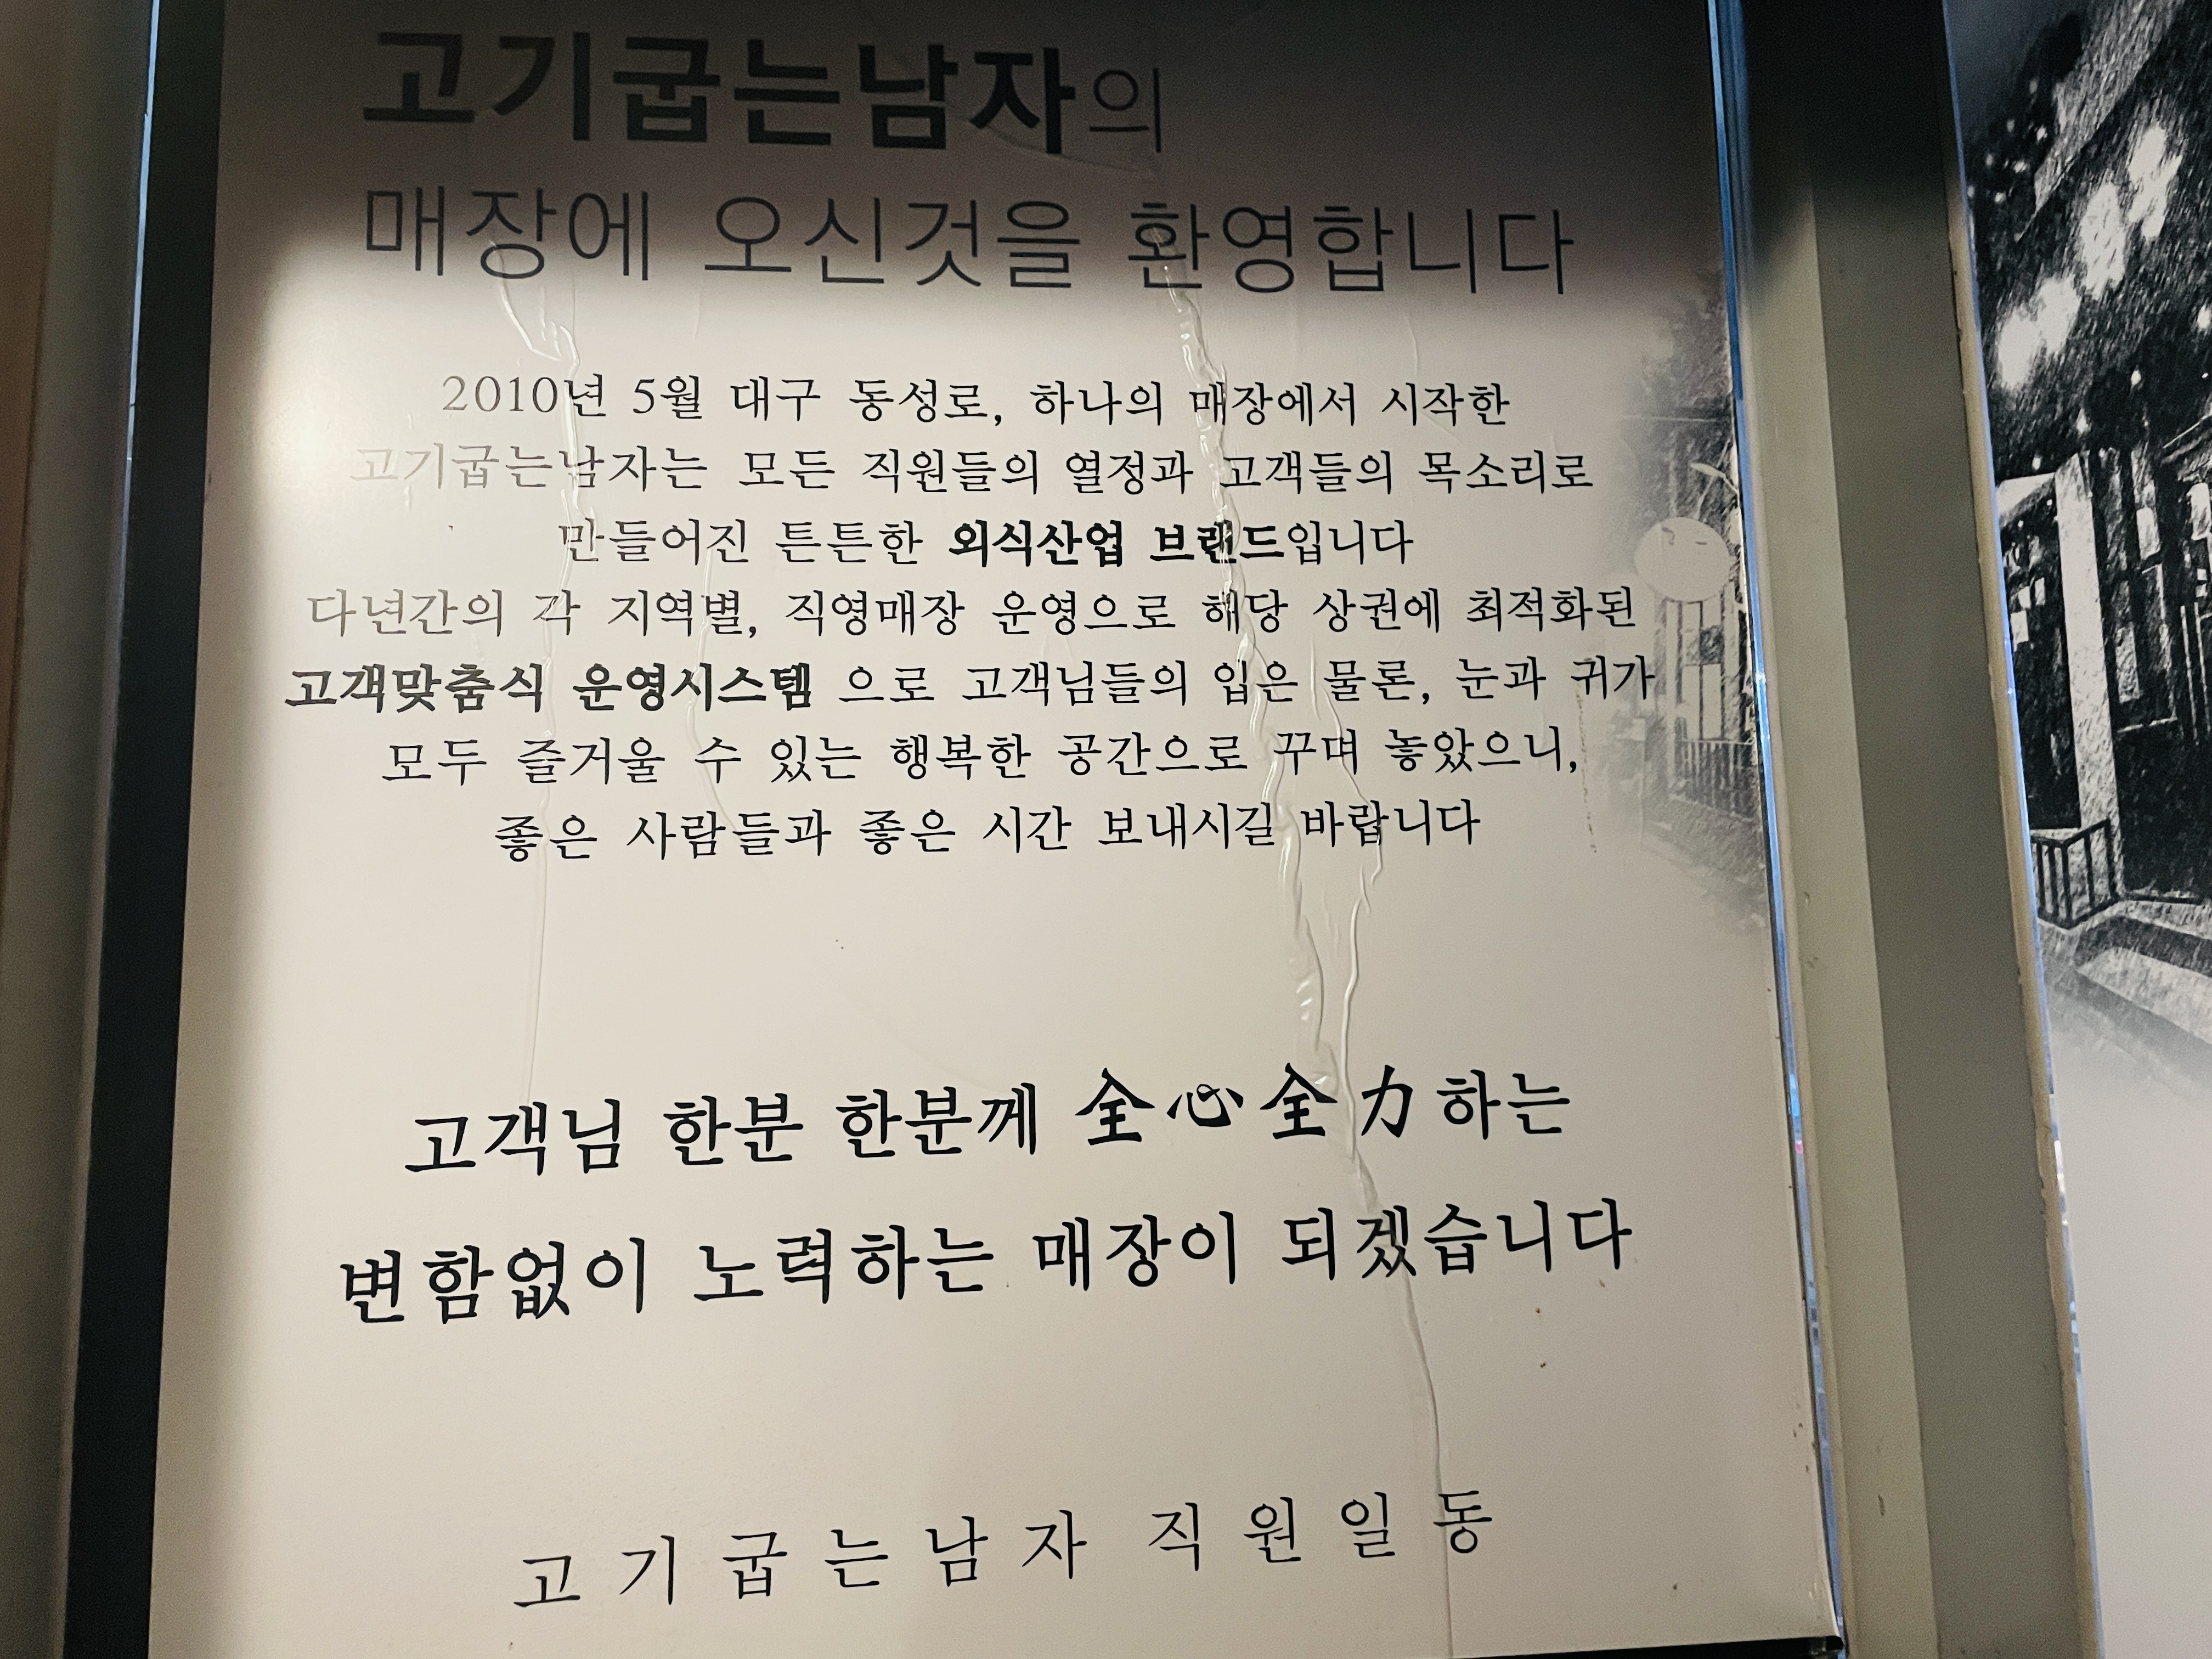 고기굽는남자의
매장에 오신것을 환영합니다
2010년 5월 대구 동성로, 하나의 매장에서 시작한
고기굽는남자는 모든 직원들의 열정과 고객들의 목소리로
만들어진 튼튼한 외식산업 브랜드입니다
다년간의 각 지역별, 직영매장 운영으로 해당 상권에 최적화된
고객맞춤식 운영시스템 으로 고객님들의 입은 물론, 눈과 귀가
모두 즐거울 수 있는 행복한 공간으로 꾸며 놓았으니,
좋은 사람들과 좋은 시간 보내시길 바랍니다
고객님 한분 한분께 全心全力하는
변함없이 노력하는 매장이 되겠습니다
고기굽는남자 직원일동